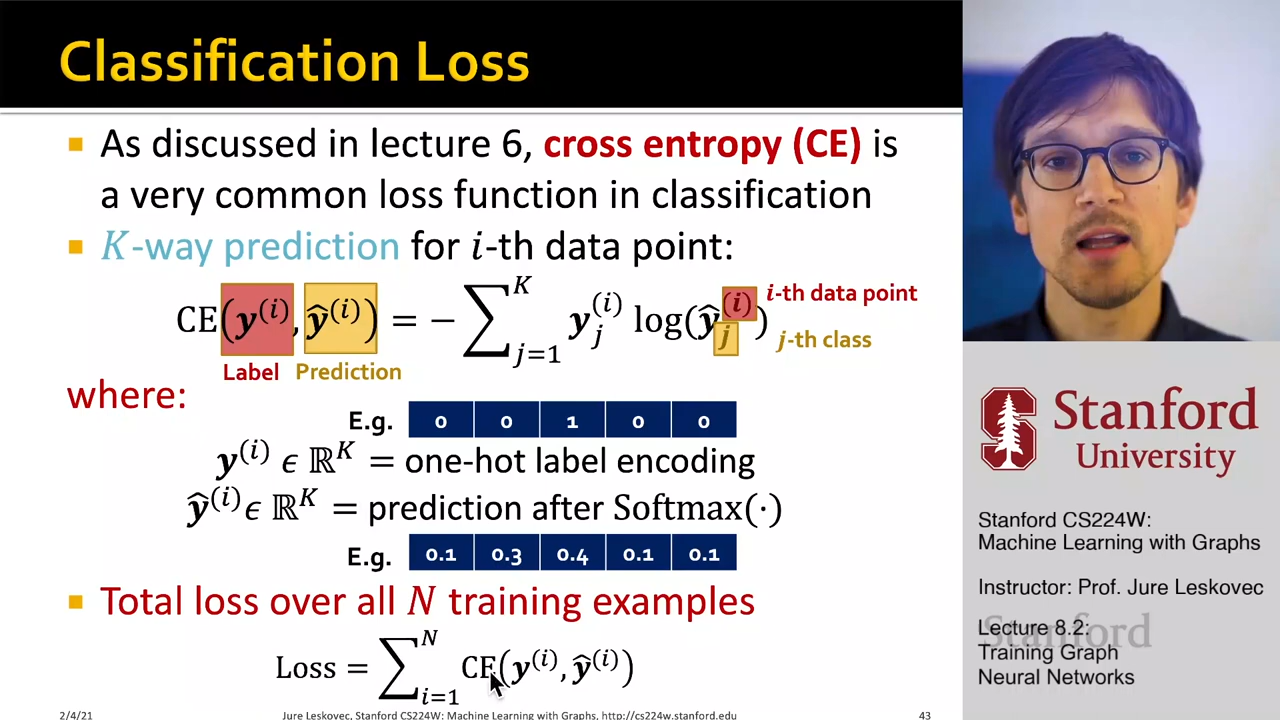 Classification Loss
As discussed in lecture 6, cross entropy (CE) is
a very common loss function in classification
K-way prediction for i-th data point:
CE(y^(i), ŷ^(i)) = − ∑_{j=1}^{K} y_j^(i) log(ŷ_j^(i))
i-th data point
j-th class
Label Prediction
where:
E.g. 0 0 1 0 0
y^(i) ϵ ℝ^K = one-hot label encoding
ŷ^(i) ϵ ℝ^K = prediction after Softmax(·)
E.g. 0.1 0.3 0.4 0.1 0.1
Total loss over all N training examples
Loss = ∑_{i=1}^{N} CE(y^(i), ŷ^(i))
2/4/21 Jure Leskovec, Stanford CS224W: Machine Learning with Graphs, http://cs224w.stanford.edu 43
Stanford
University
Stanford CS224W:
Machine Learning with Graphs
Instructor: Prof. Jure Leskovec
Stanford
Lecture 8.2:
Training Graph
Neural Networks